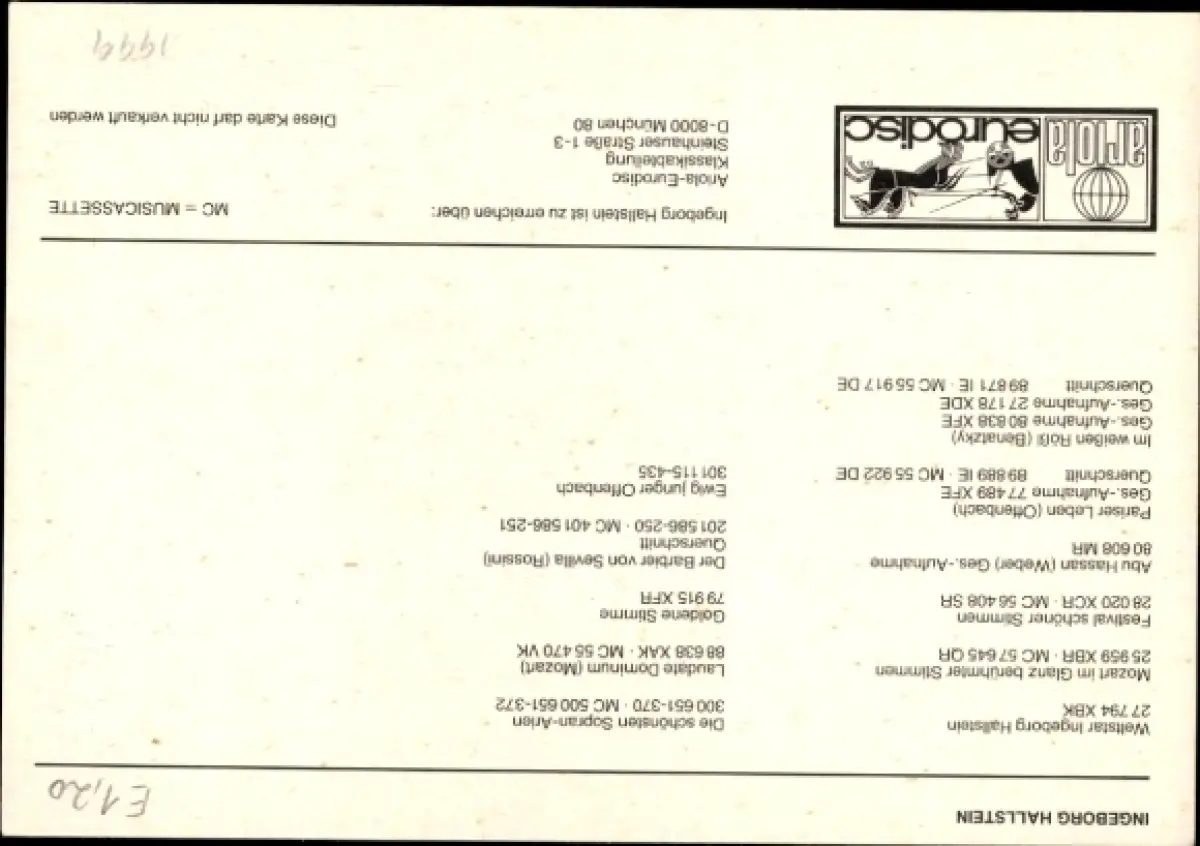 INGEBORG HALLSTEIN
E 1,20
Weltstar Ingeborg Hallstein
27 794 XBK
Mozart im Glanz berühmter Stimmen
25 959 XBR · MC 57 645 QR
Festival schöner Stimmen
28 020 XCR · MC 56 408 SR
Abu Hassan (Weber) Ges.-Aufnahme
80 608 MR
Pariser Leben (Offenbach)
Ges.-Aufnahme 77 489 XFE
Querschnitt 89 889 IE · MC 55 922 DE
Im weißen Rößl (Benatzky)
Ges.-Aufnahme 80 838 XFE
Ges.-Aufnahme 27 178 XDE
Querschnitt 89 871 IE · MC 55 917 DE
Die schönsten Sopran-Arien
300 651-370 · MC 500 651-372
Laudate Dominum (Mozart)
88 638 XAK · MC 55 470 VK
Goldene Stimme
79 915 XFR
Der Barbier von Sevilla (Rossini)
Querschnitt
201 586-250 · MC 401 586-251
Ewig junger Offenbach
301 115-435
ariola
eurodisc
Ingeborg Hallstein ist zu erreichen über:
Ariola-Eurodisc
Klassikabteilung
Steinhauser Straße 1-3
D-8000 München 80
MC = MUSICASSETTE
Diese Karte darf nicht verkauft werden